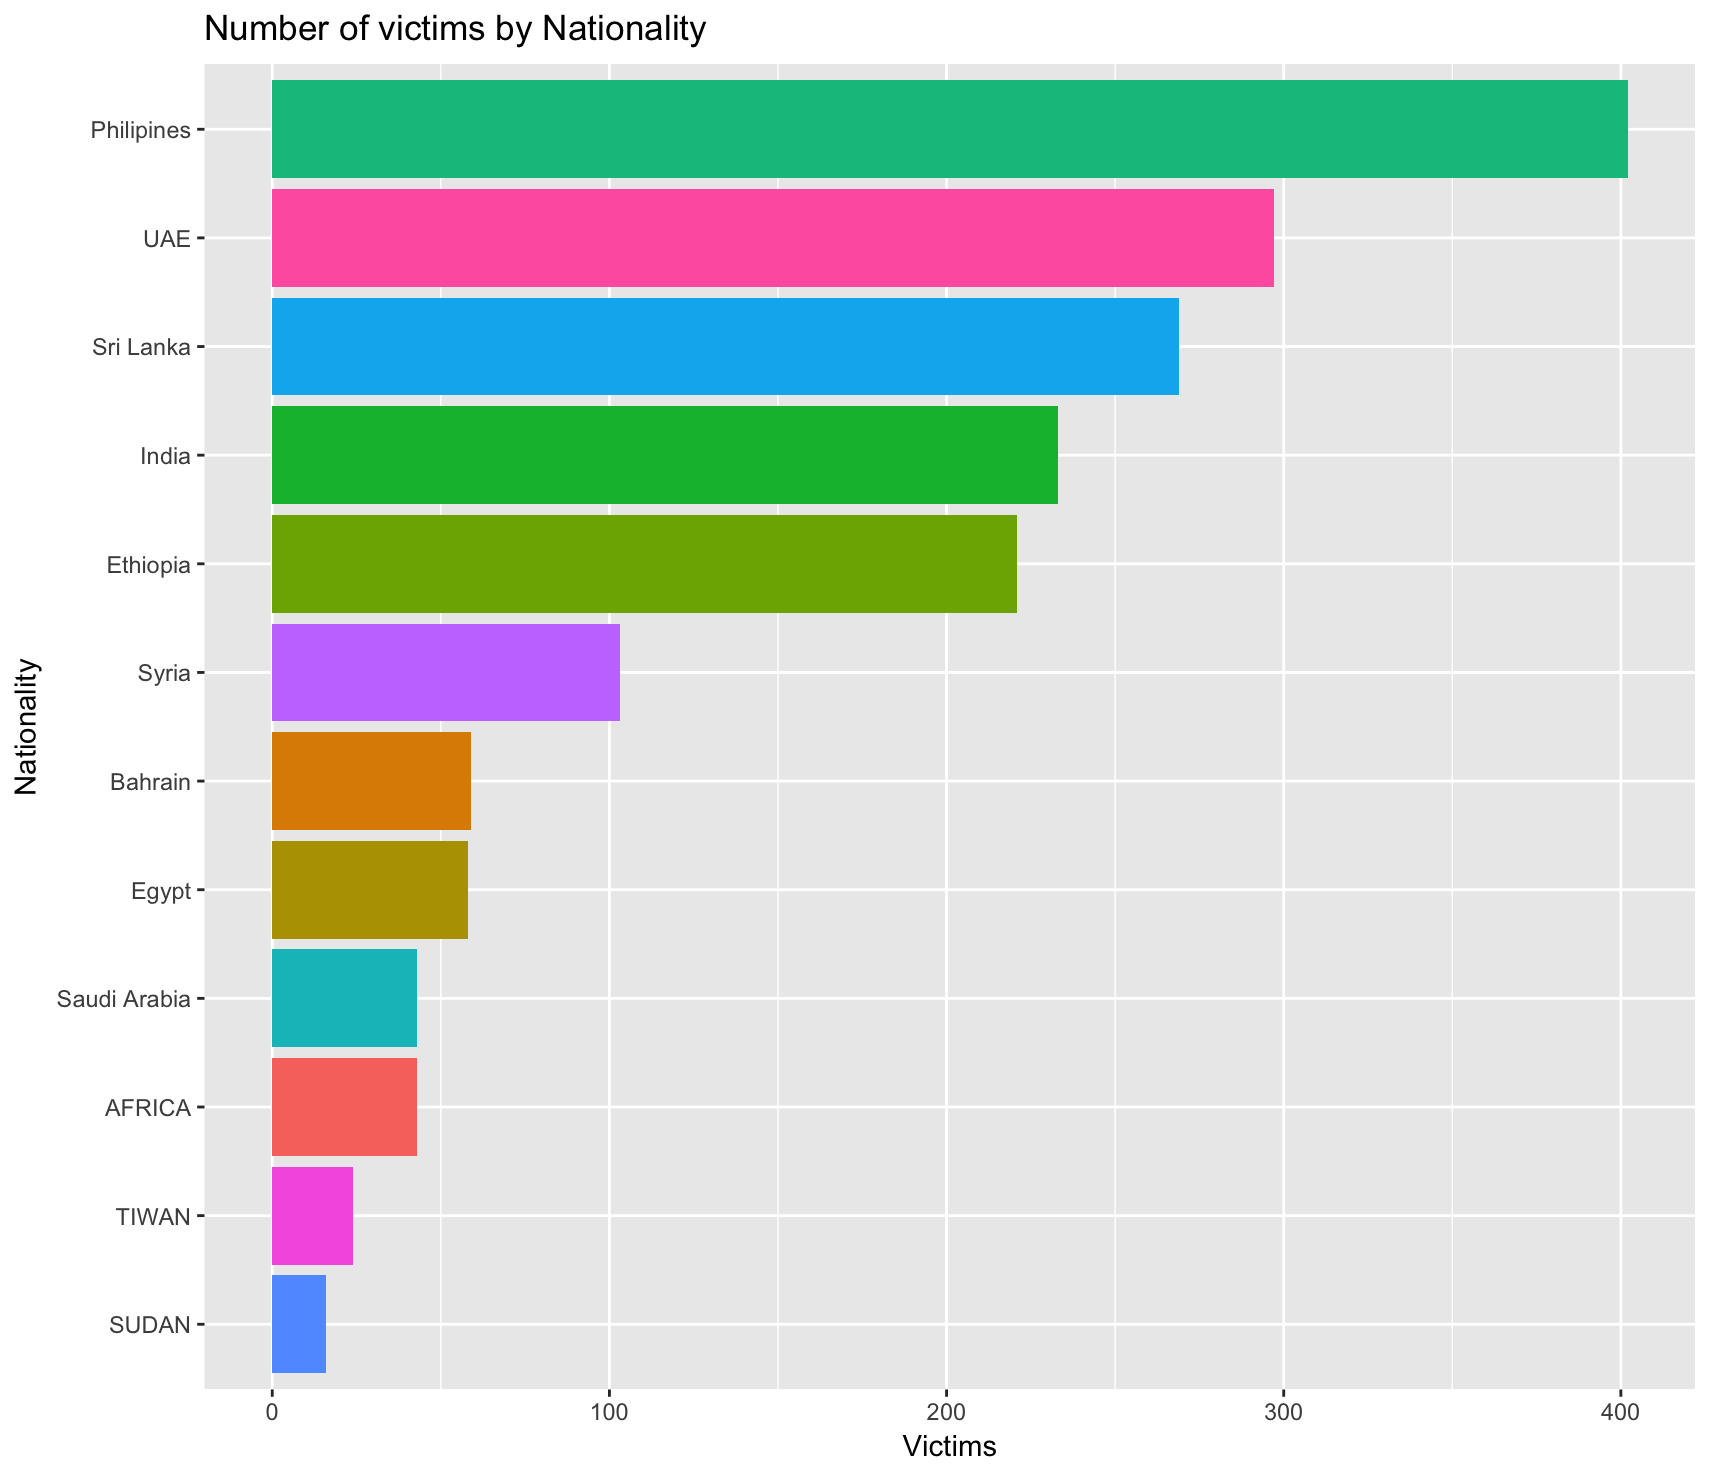 Number of victims by Nationality
Philipines
UAE
Sri Lanka
India
Ethiopia
Syria
Bahrain
Egypt
Saudi Arabia
AFRICA
TIWAN
SUDAN
Nationality
0 100 200 300 400
Victims